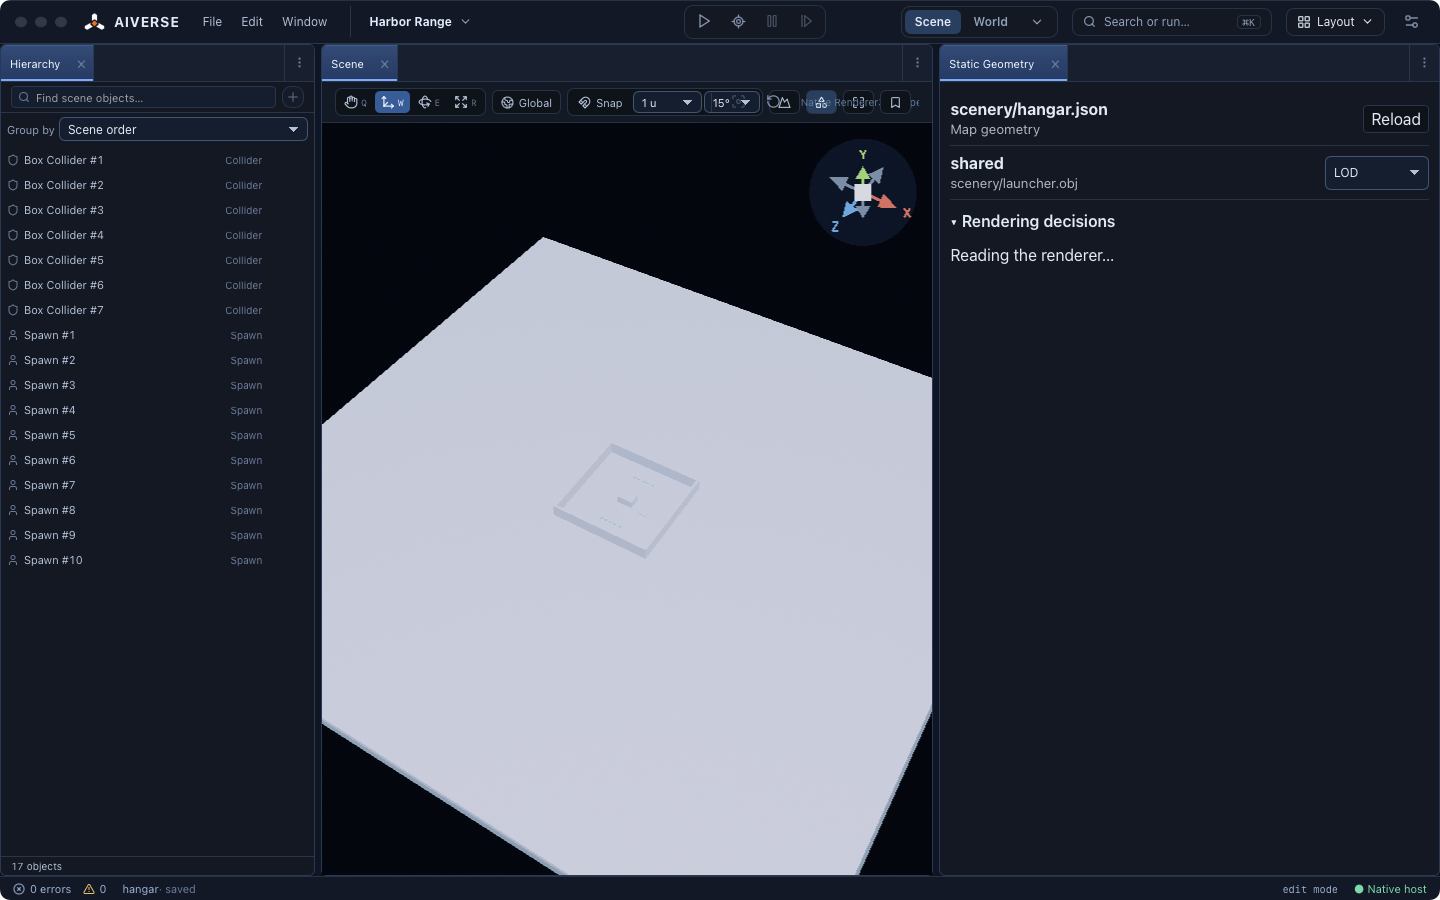 AIVERSE File Edit Window Harbor Range Scene World Search or run... ⌘K Layout
Hierarchy
Scene
Static Geometry
Find scene objects...
Group by Scene order
Box Collider #1 Collider
Box Collider #2 Collider
Box Collider #3 Collider
Box Collider #4 Collider
Box Collider #5 Collider
Box Collider #6 Collider
Box Collider #7 Collider
Spawn #1 Spawn
Spawn #2 Spawn
Spawn #3 Spawn
Spawn #4 Spawn
Spawn #5 Spawn
Spawn #6 Spawn
Spawn #7 Spawn
Spawn #8 Spawn
Spawn #9 Spawn
Spawn #10 Spawn
17 objects
Q W E R Global Snap 1 u 15°
Y
X
Z
scenery/hangar.json
Map geometry
Reload
shared
scenery/launcher.obj
LOD
Rendering decisions
Reading the renderer...
0 errors 0 hangar · saved edit mode Native host